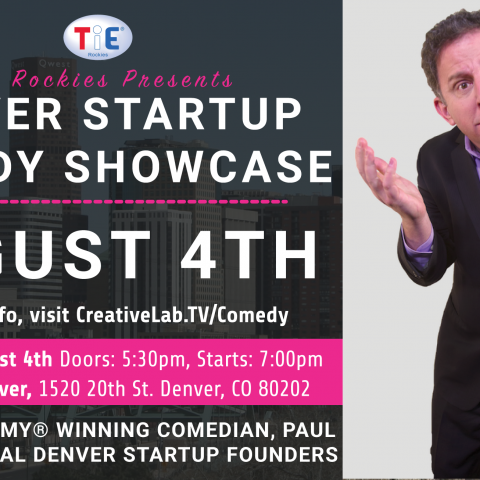 TiE®
Rockies
Rockies Presents
VER STARTUP
DY SHOWCASE
GUST 4TH
fo, visit CreativeLab.TV/Comedy
st 4th Doors: 5:30pm, Starts: 7:00pm
ver, 1520 20th St. Denver, CO 80202
MY® WINNING COMEDIAN, PAUL
AL DENVER STARTUP FOUNDERS